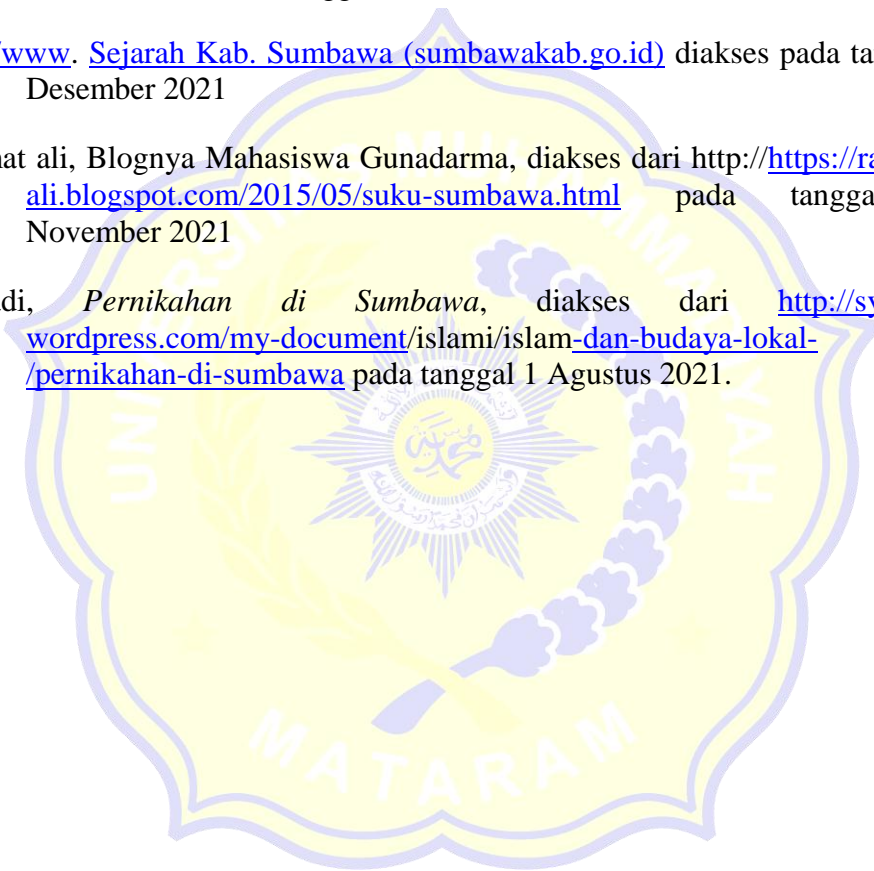 /www. Sejarah Kab. Sumbawa (sumbawakab.go.id) diakses pada ta
Desember 2021
at ali, Blognya Mahasiswa Gunadarma, diakses dari http://https://ra
ali.blogspot.com/2015/05/suku-sumbawa.html pada tangga
November 2021
di, Pernikahan di Sumbawa, diakses dari http://sy
wordpress.com/my-document/islami/islam-dan-budaya-lokal-
/pernikahan-di-sumbawa pada tanggal 1 Agustus 2021.
UNIVERSITAS MUHAMMADIYAH
MATARAM